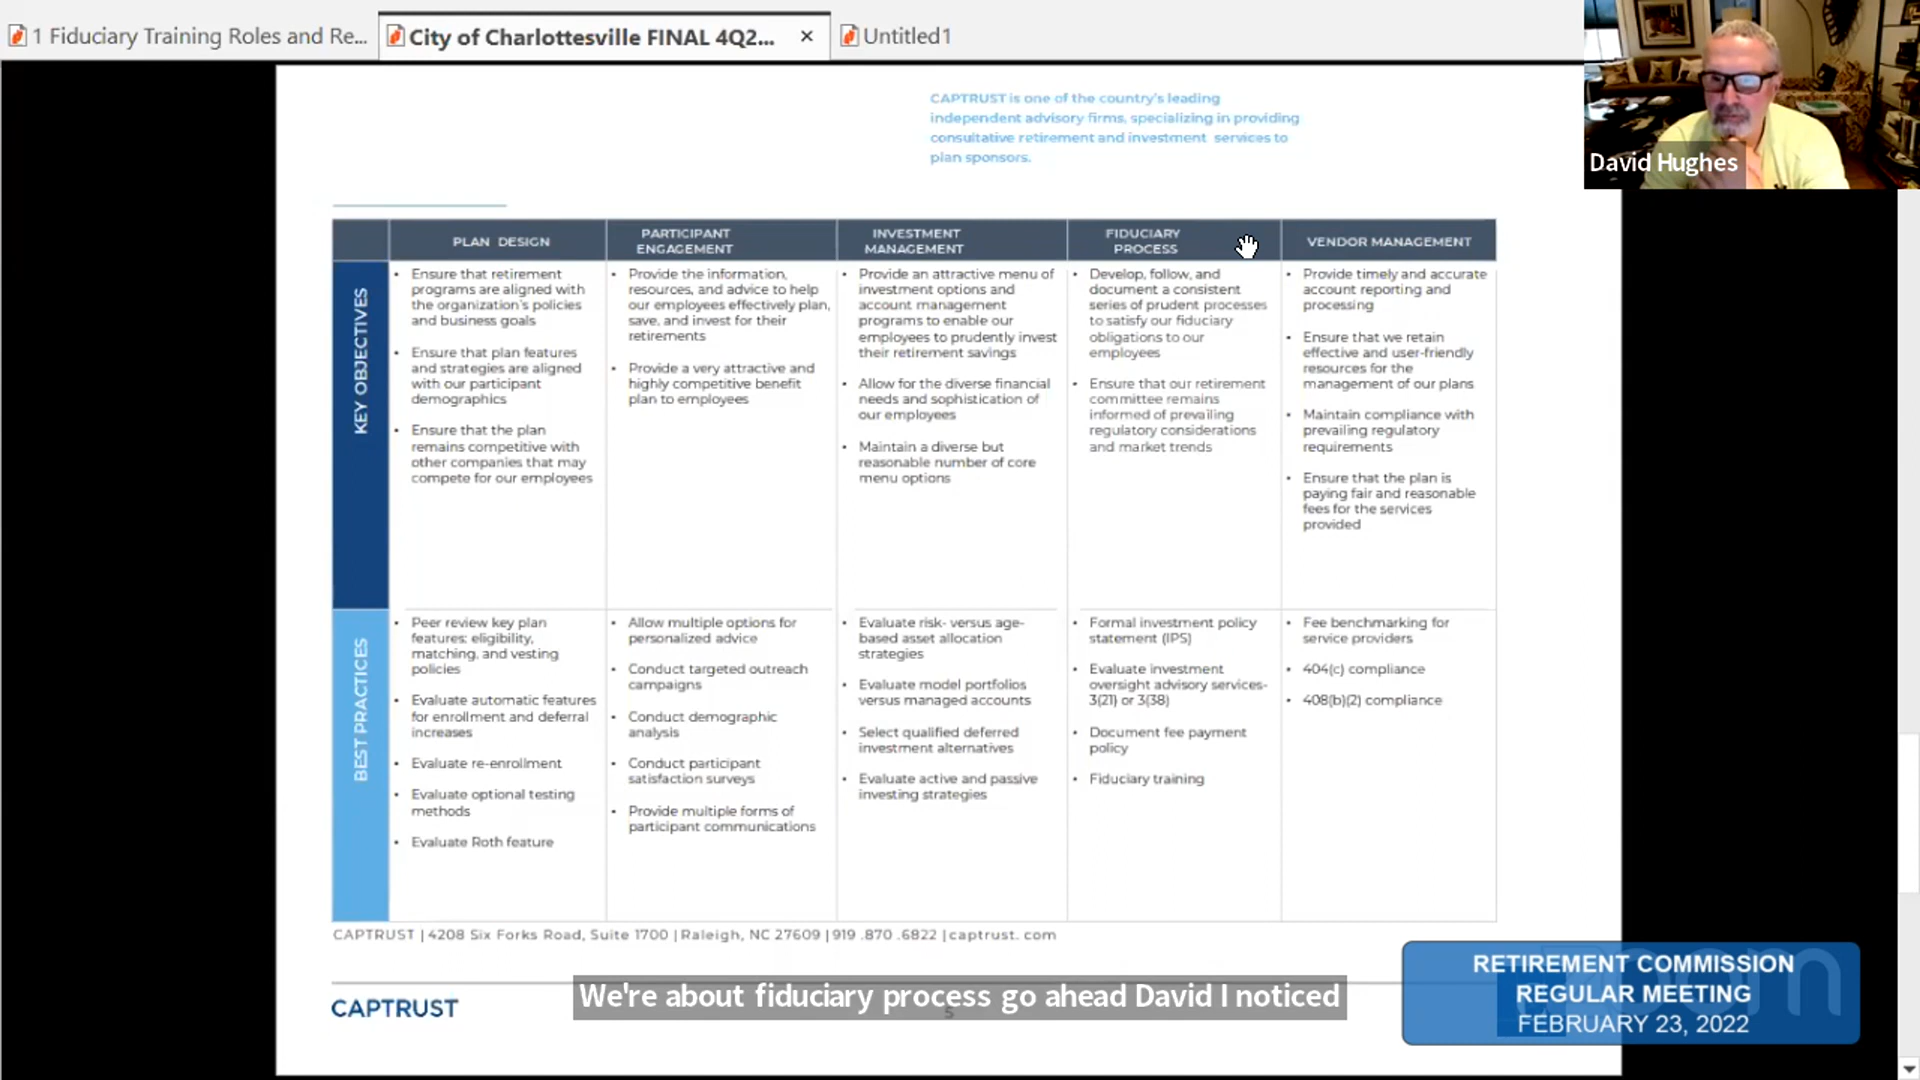 1 Fiduciary Training Roles and Re...
City of Charlottesville FINAL 4Q2...
Untitled1
David Hughes
CAPTRUST is one of the country's leading
independent advisory firms, specializing in providing
consultative retirement and investment services to
plan sponsors.
PLAN DESIGN
PARTICIPANT
ENGAGEMENT
INVESTMENT
MANAGEMENT
FIDUCIARY
PROCESS
VENDOR MANAGEMENT
KEY OBJECTIVES
• Ensure that retirement
programs are aligned with
the organization's policies
and business goals
• Ensure that plan features
and strategies are aligned
with our participant
demographics
• Ensure that the plan
remains competitive with
other companies that may
compete for our employees
• Provide the information,
resources, and advice to help
our employees effectively plan,
save, and invest for their
retirements
• Provide a very attractive and
highly competitive benefit
plan to employees
• Provide an attractive menu of
investment options and
account management
programs to enable our
employees to prudently invest
their retirement savings
• Allow for the diverse financial
needs and sophistication of
our employees
• Maintain a diverse but
reasonable number of core
menu options
• Develop, follow, and
document a consistent
series of prudent processes
to satisfy our fiduciary
obligations to our
employees
• Ensure that our retirement
committee remains
informed of prevailing
regulatory considerations
and market trends
• Provide timely and accurate
account reporting and
processing
• Ensure that we retain
effective and user-friendly
resources for the
management of our plans
• Maintain compliance with
prevailing regulatory
requirements
• Ensure that the plan is
paying fair and reasonable
fees for the services
provided
BEST PRACTICES
• Peer review key plan
features: eligibility,
matching, and vesting
policies
• Evaluate automatic features
for enrollment and deferral
increases
• Evaluate re-enrollment
• Evaluate optional testing
methods
• Evaluate Roth feature
• Allow multiple options for
personalized advice
• Conduct targeted outreach
campaigns
• Conduct demographic
analysis
• Conduct participant
satisfaction surveys
• Provide multiple forms of
participant communications
• Evaluate risk- versus age-
based asset allocation
strategies
• Evaluate model portfolios
versus managed accounts
• Select qualified deferred
investment alternatives
• Evaluate active and passive
investing strategies
• Formal investment policy
statement (IPS)
• Evaluate investment
oversight advisory services-
3(21) or 3(38)
• Document fee payment
policy
• Fiduciary training
• Fee benchmarking for
service providers
• 404(c) compliance
• 408(b)(2) compliance
CAPTRUST | 4208 Six Forks Road, Suite 1700 | Raleigh, NC 27609 | 919 .870 .6822 | captrust. com
CAPTRUST
We're about fiduciary process go ahead David I noticed
RETIREMENT COMMISSION
REGULAR MEETING
FEBRUARY 23, 2022